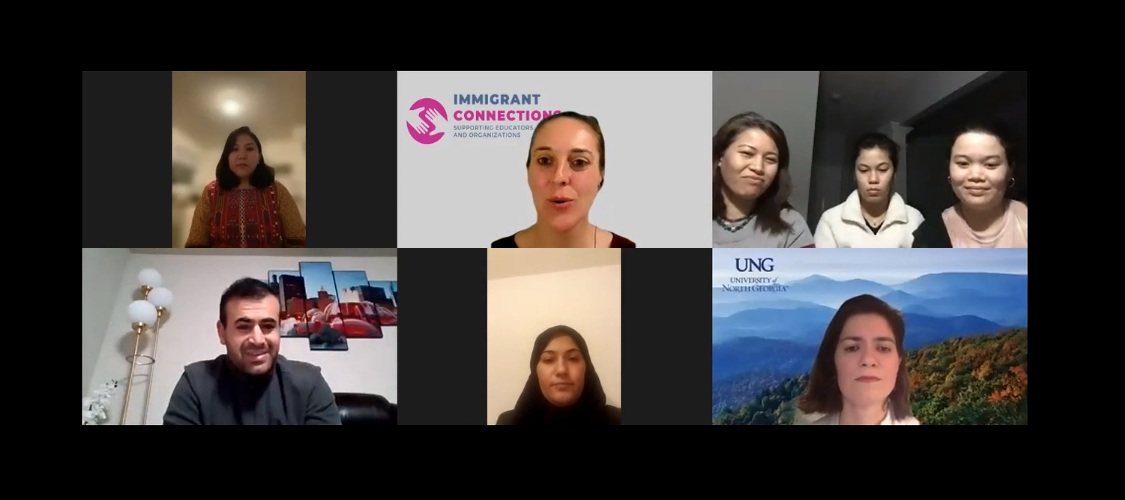 IMMIGRANT
CONNECTIONS
SUPPORTING EDUCATORS
AND ORGANIZATIONS
UNG
UNIVERSITY of
NORTH GEORGIA